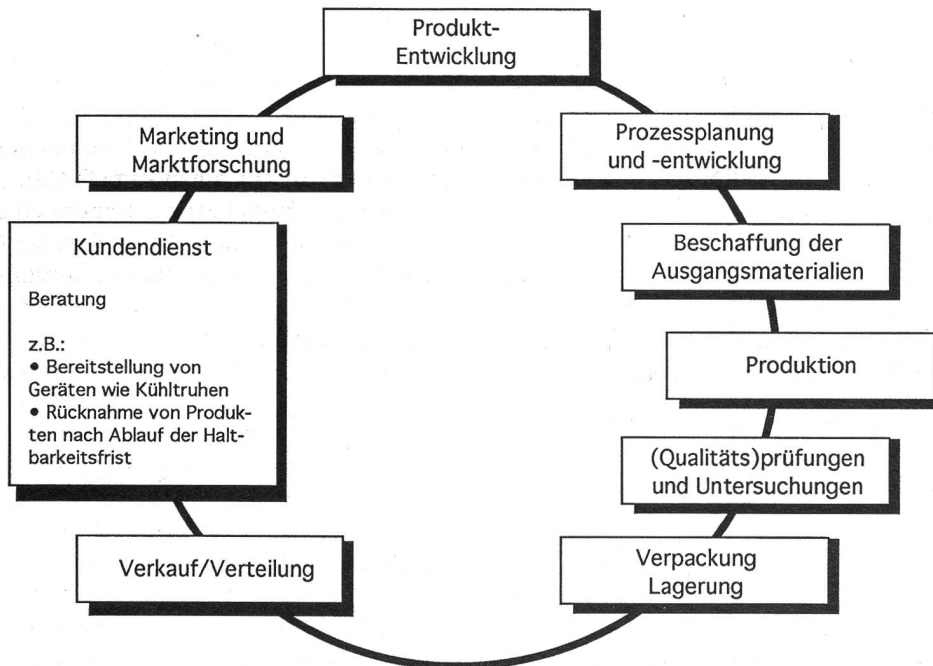 Produkt-
Entwicklung
Marketing und
Marktforschung
Prozessplanung
und -entwicklung
Kundendienst
Beratung
z.B.:
• Bereitstellung von
Geräten wie Kühltruhen
• Rücknahme von Produk-
ten nach Ablauf der Halt-
barkeitsfrist
Beschaffung der
Ausgangsmaterialien
Produktion
(Qualitäts)prüfungen
und Untersuchungen
Verkauf/Verteilung
Verpackung
Lagerung